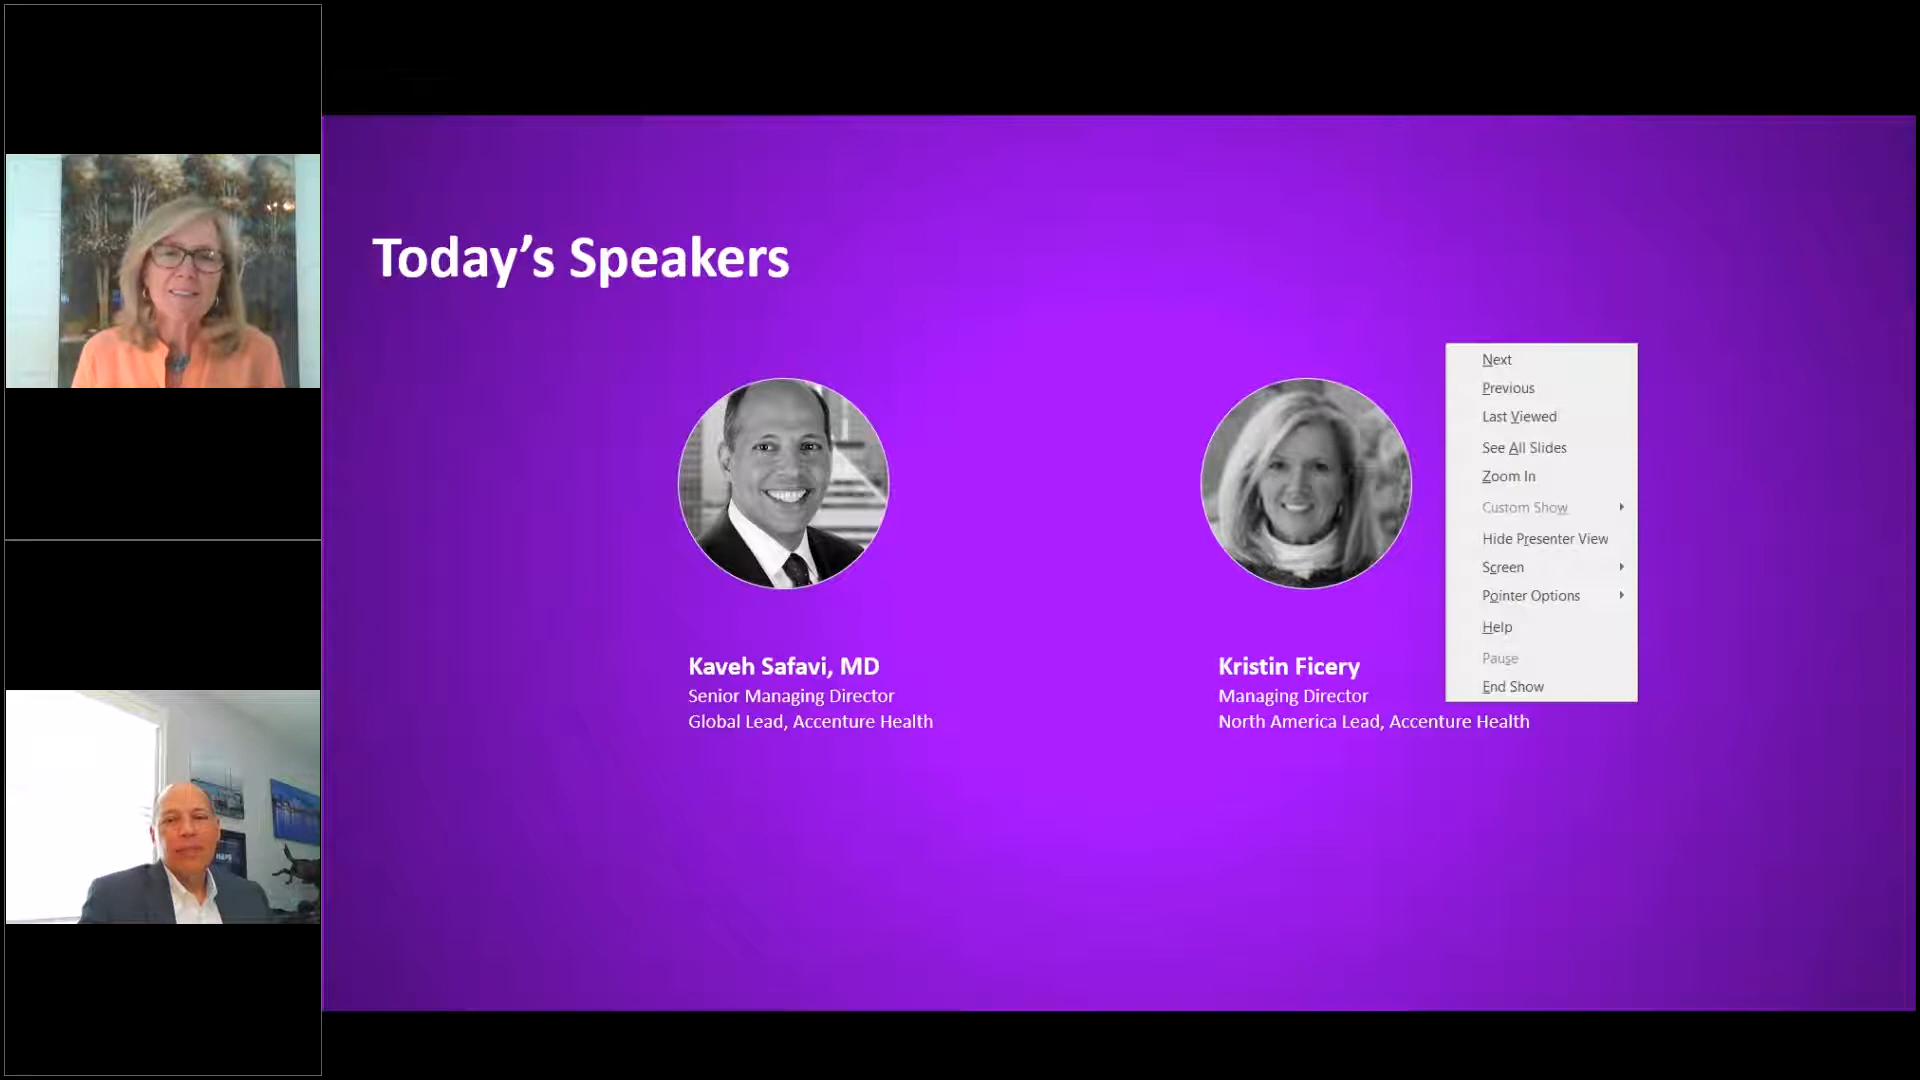 Today's Speakers
Kaveh Safavi, MD
Senior Managing Director
Global Lead, Accenture Health
Kristin Ficery
Managing Director
North America Lead, Accenture Health
Next
Previous
Last Viewed
See All Slides
Zoom In
Custom Show
Hide Presenter View
Screen
Pointer Options
Help
Pause
End Show